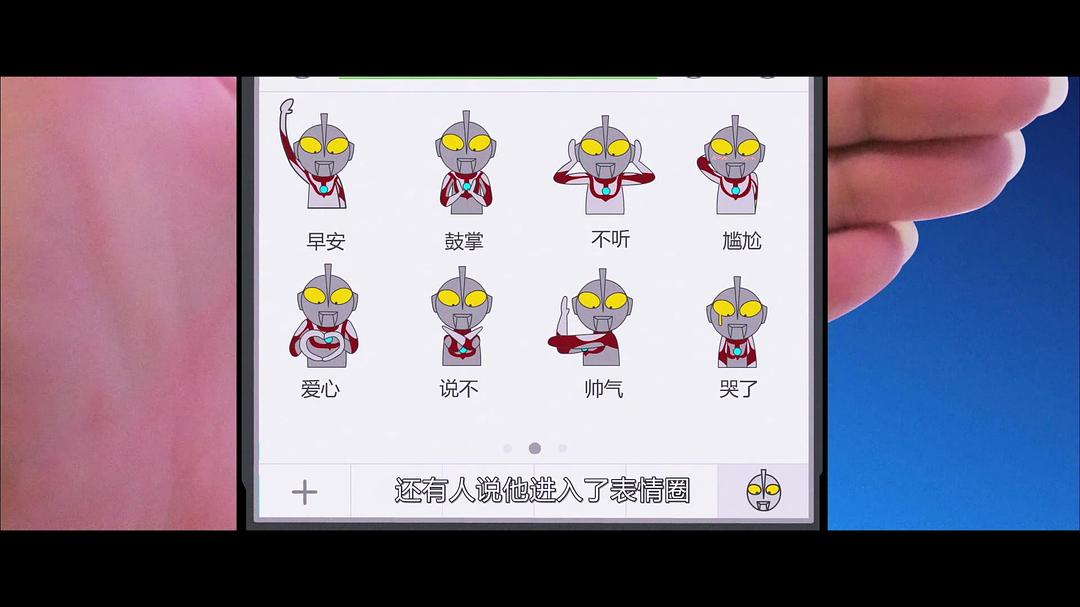 早安
鼓掌
不听
尴尬
爱心
说不
帅气
哭了
还有人说他进入了表情圈